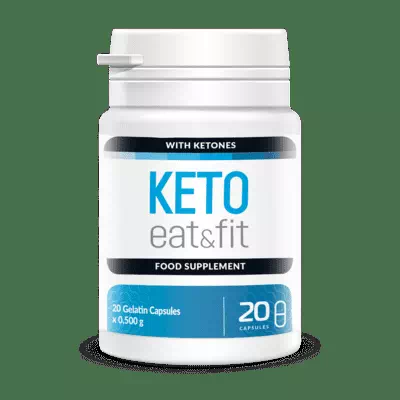 WITH KETONES
KETO
eat&fit
FOOD SUPPLEMENT
20 Gelatin Capsules
x 0.500 g
20
CAPSULES